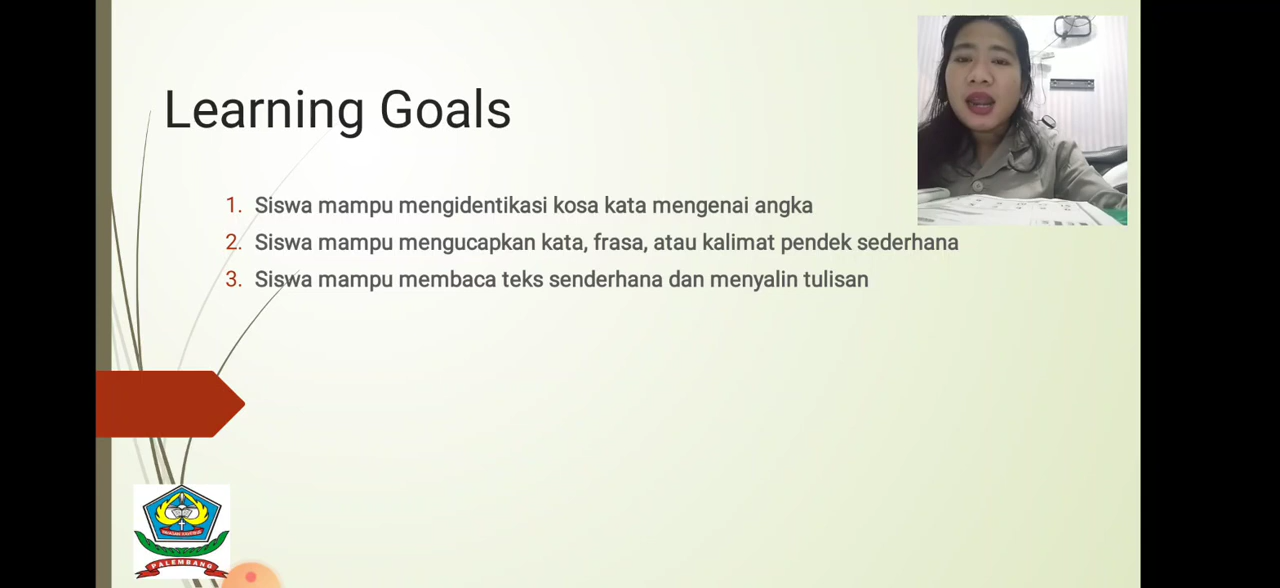 Learning Goals
1. Siswa mampu mengidentikasi kosa kata mengenai angka
2. Siswa mampu mengucapkan kata, frasa, atau kalimat pendek sederhana
3. Siswa mampu membaca teks senderhana dan menyalin tulisan
PALEMBANG